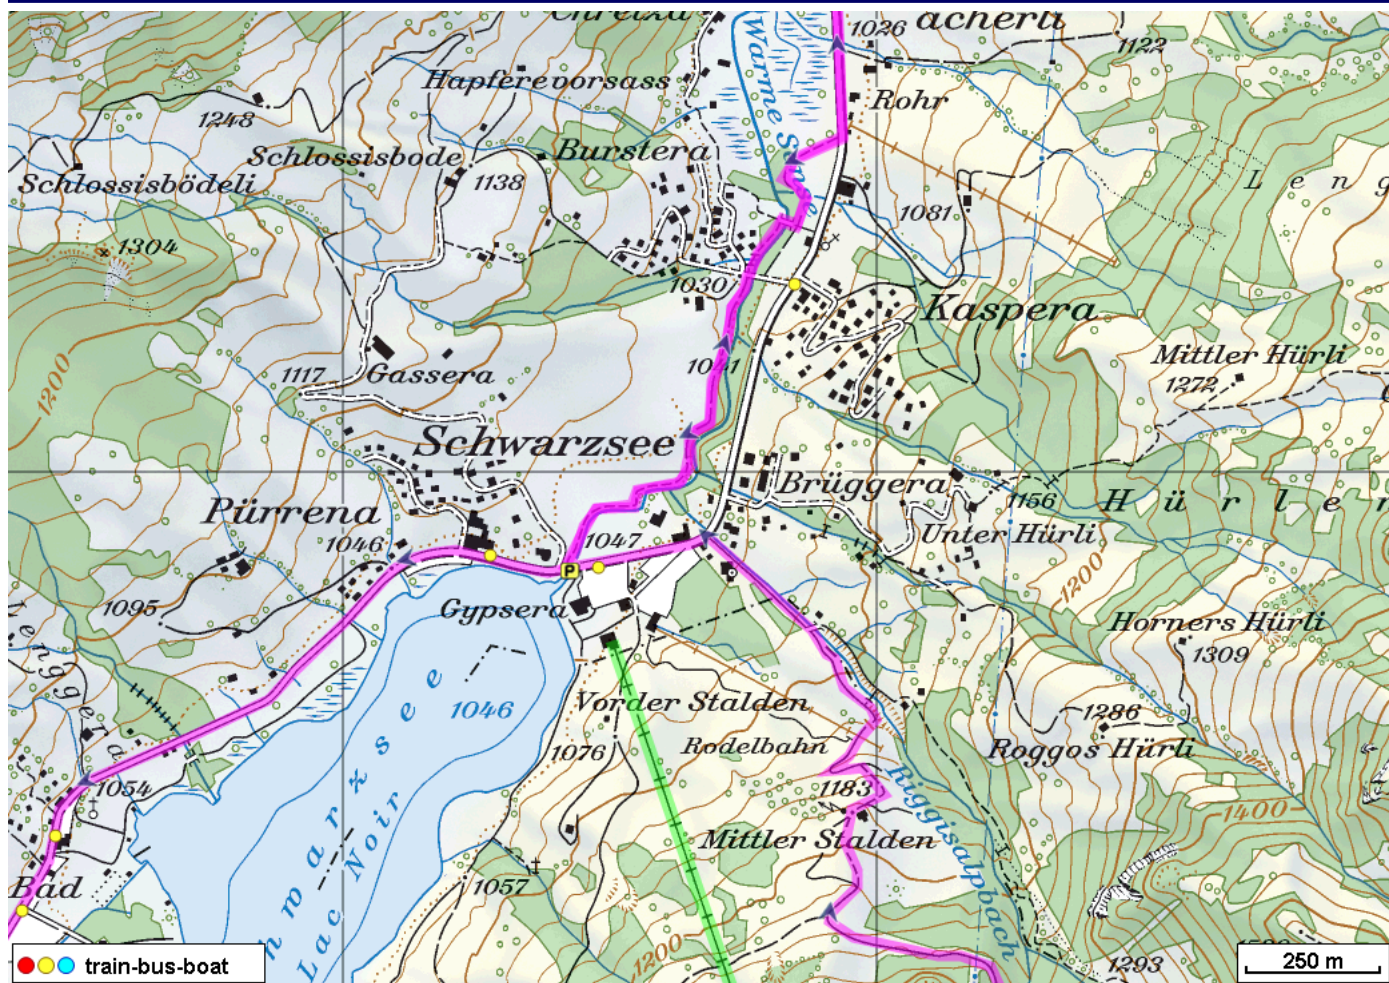 1026
acherli
1122
Hapferevorsass
Warme Sen
Rohr
1248
Burstera
Schlossisbode
Schlossisbödeli
1138
L e n g
1081
1304
1030
Kaspera
1041
Mittler Hürli
1272
1200
1117
Gassera
Schwarzsee
Brüggera
1156
H ü r l e r
Pürrena
1046
1047
Unter Hürli
1200
P
1095
Gypsera
Horners Hürli
1309
1046
Vorder Stalden
1286
Rodelbahn
Roggos Hürli
1076
1054
1183
Riggisalpbach
1400
Mittler Stalden
Bad
1057
Lac Noir
1200
1293
train-bus-boat
250 m